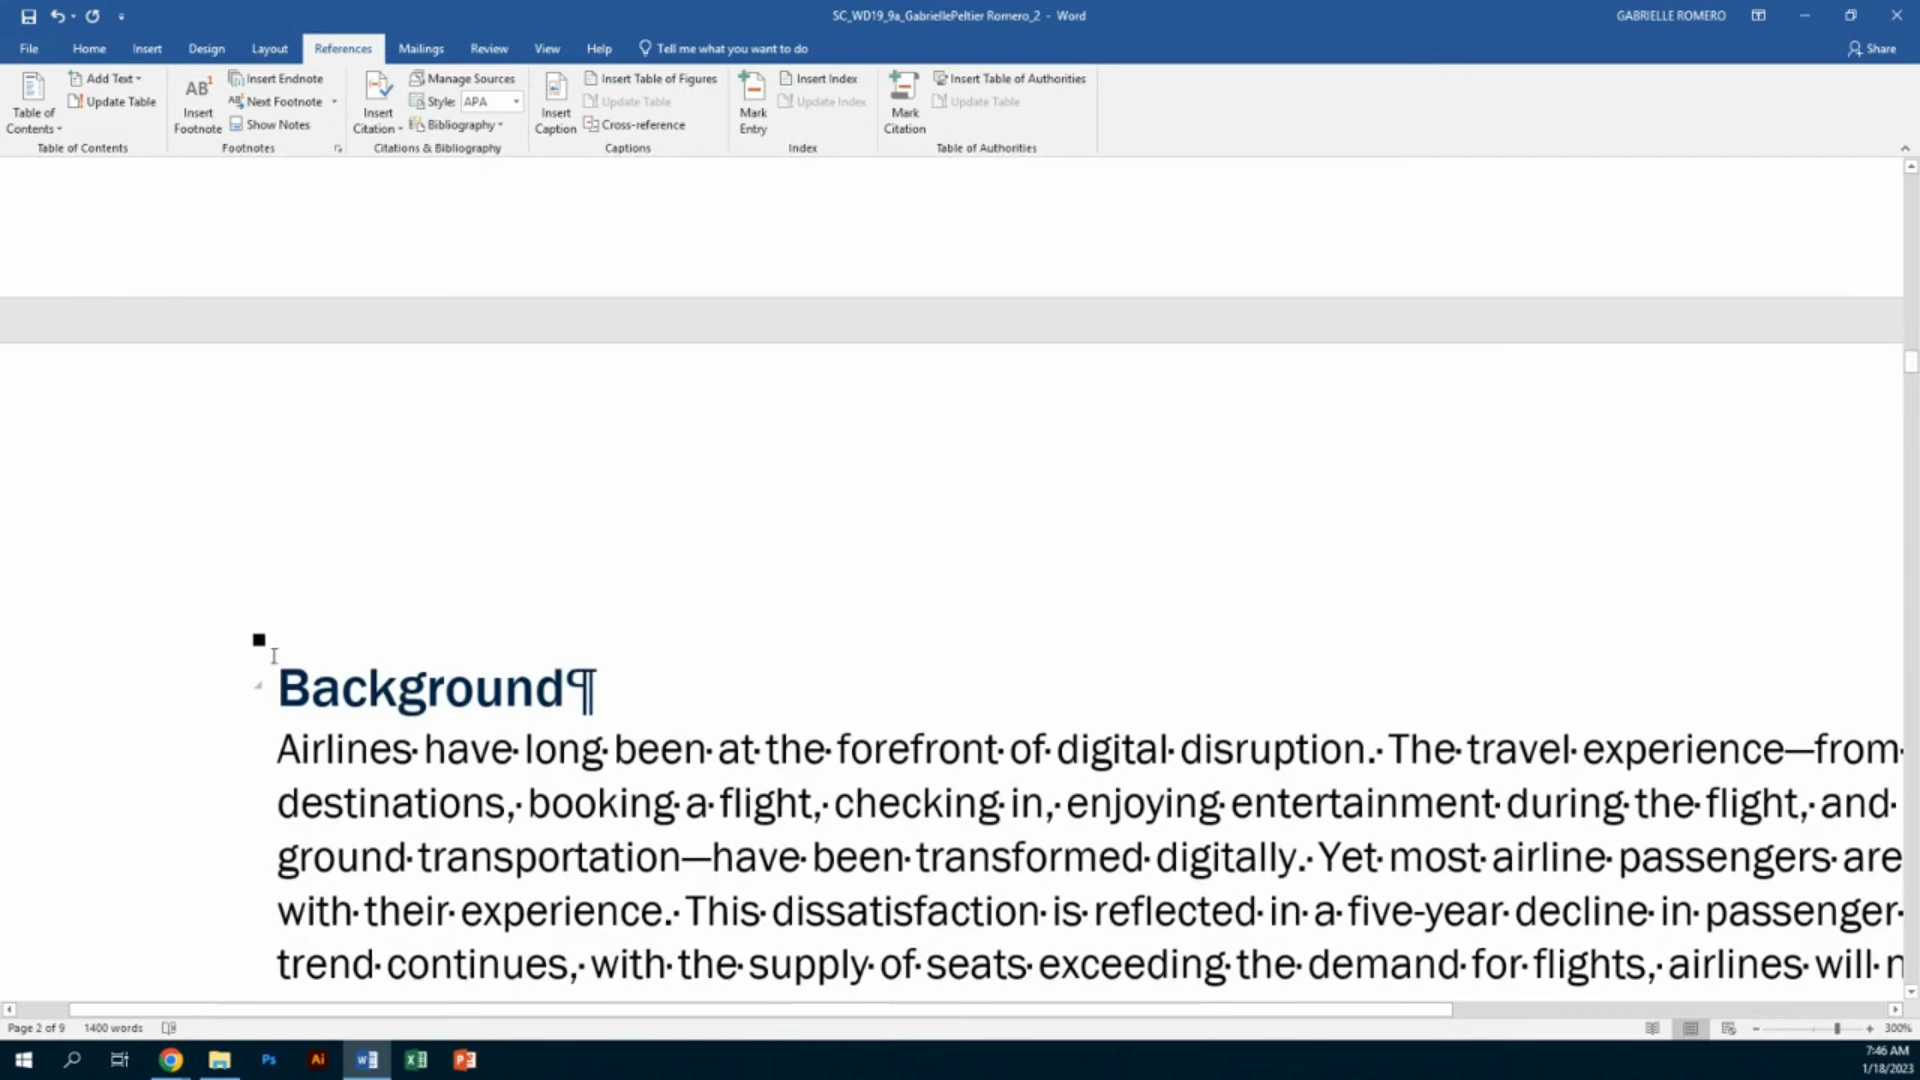 SC_WD19_9a_GabriellePeltier Romero_2 - Word
GABRIELLE ROMERO
File Home Insert Design Layout References Mailings Review View Help Tell me what you want to do
Share
Table of Contents
Add Text
Update Table
Table of Contents
AB1
Insert Footnote
Insert Endnote
Next Footnote
Show Notes
Footnotes
Insert Citation
Manage Sources
Style: APA
Bibliography
Citations & Bibliography
Insert Caption
Insert Table of Figures
Update Table
Cross-reference
Captions
Mark Entry
Insert Index
Update Index
Index
Mark Citation
Insert Table of Authorities
Update Table
Table of Authorities
Background¶
Airlines·have·long·been·at·the·forefront·of·digital·disruption.·The·travel·experience—from·
destinations,·booking·a·flight,·checking·in,·enjoying·entertainment·during·the·flight,·and·
ground·transportation—have·been·transformed·digitally.·Yet·most·airline·passengers·are
with·their·experience.·This·dissatisfaction·is·reflected·in·a·five-year·decline·in·passenger·
trend·continues,·with·the·supply·of·seats·exceeding·the·demand·for·flights,·airlines·will·n
Page 2 of 9 1400 words
300%
Ps Ai
7:46 AM
1/18/2023